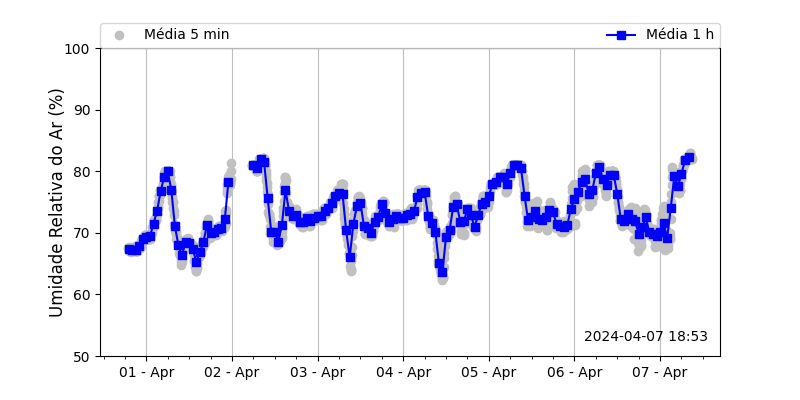 Média 5 min
Média 1 h
Umidade Relativa do Ar (%)
100
90
80
70
60
50
2024-04-07 18:53
01 - Apr
02 - Apr
03 - Apr
04 - Apr
05 - Apr
06 - Apr
07 - Apr